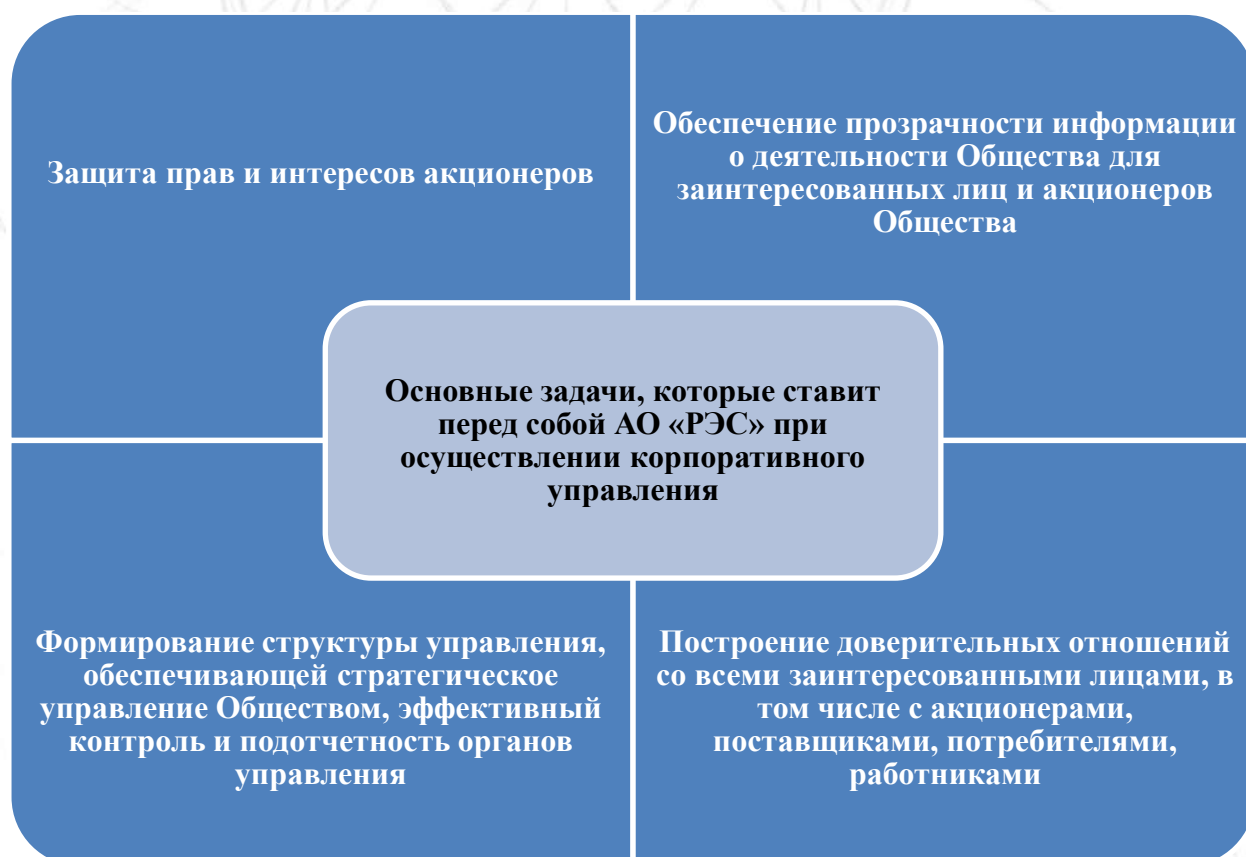 Защита прав и интересов акционеров
Обеспечение прозрачности информации
о деятельности Общества для
заинтересованных лиц и акционеров
Общества
Основные задачи, которые ставит
перед собой АО «РЭС» при
осуществлении корпоративного
управления
Формирование структуры управления,
обеспечивающей стратегическое
управление Обществом, эффективный
контроль и подотчетность органов
управления
Построение доверительных отношений
со всеми заинтересованными лицами, в
том числе с акционерами,
поставщиками, потребителями,
работниками